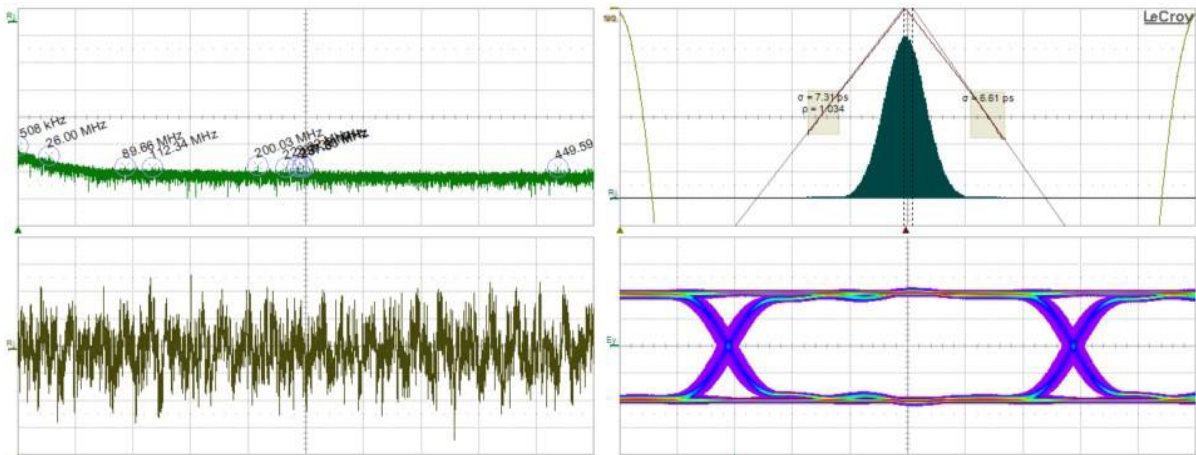 LeCroy
508 kHz
26.00 MHz
89.66 MHz
112.34 MHz
200.03 MHz
449.59
σ = 7.31 ps
ρ = 1.034
σ = 6.61 ps